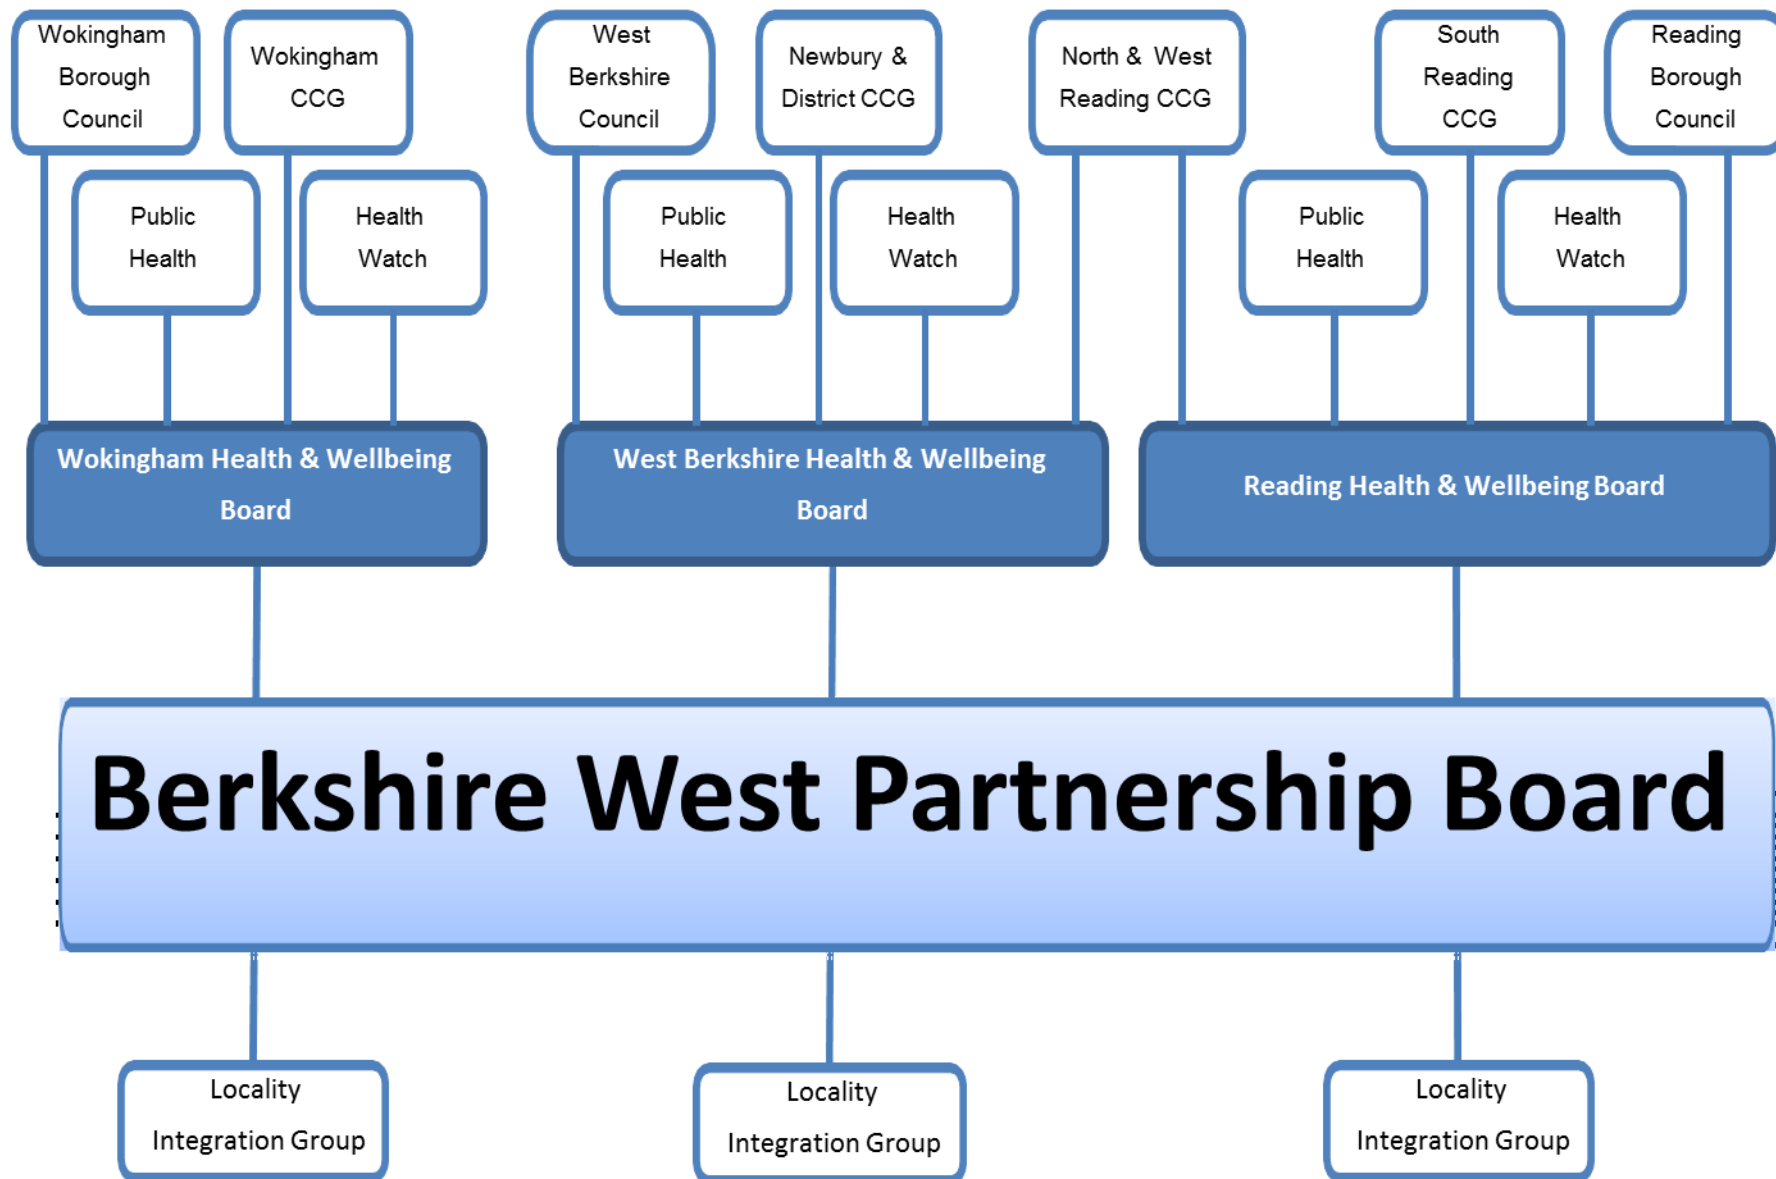 Wokingham
Borough
Council
Wokingham
CCG
West
Berkshire
Council
Newbury &
District CCG
North & West
Reading CCG
South
Reading
CCG
Reading
Borough
Council
Public
Health
Health
Watch
Public
Health
Health
Watch
Public
Health
Health
Watch
Wokingham Health & Wellbeing
Board
West Berkshire Health & Wellbeing
Board
Reading Health & Wellbeing Board
Berkshire West Partnership Board
Locality
Integration Group
Locality
Integration Group
Locality
Integration Group